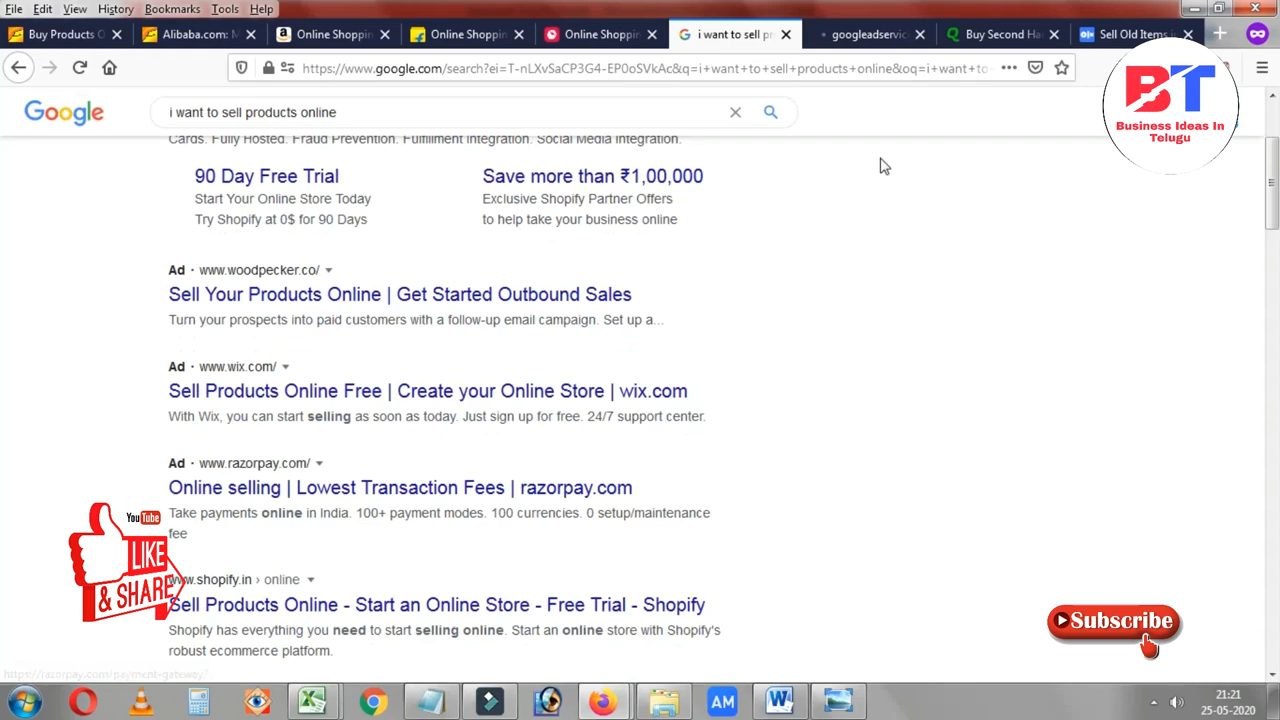 File Edit View History Bookmarks Tools Help
Buy Products O
Alibaba.com: M
Online Shoppin
Online Shoppin
Online Shoppin
i want to sell pr
googleadservic
Buy Second Ha
Sell Old Items i
https://www.google.com/search?ei=T-nLXvSaCP3G4-EP0oSVkAc&q=i+want+to+sell+products+online&oq=i+want+to-
Google
i want to sell products online
BT
Business Ideas In
Telugu
Cards. Fully Hosted. Fraud Prevention. Fulfillment Integration. Social Media Integration.
90 Day Free Trial
Start Your Online Store Today
Try Shopify at 0$ for 90 Days
Save more than ₹1,00,000
Exclusive Shopify Partner Offers
to help take your business online
Ad · www.woodpecker.co/
Sell Your Products Online | Get Started Outbound Sales
Turn your prospects into paid customers with a follow-up email campaign. Set up a...
Ad · www.wix.com/
Sell Products Online Free | Create your Online Store | wix.com
With Wix, you can start selling as soon as today. Just sign up for free. 24/7 support center.
Ad · www.razorpay.com/
Online selling | Lowest Transaction Fees | razorpay.com
Take payments online in India. 100+ payment modes. 100 currencies. 0 setup/maintenance
fee
www.shopify.in › online
Sell Products Online - Start an Online Store - Free Trial - Shopify
Shopify has everything you need to start selling online. Start an online store with Shopify's
robust ecommerce platform.
YouTube
LIKE
& SHARE
Subscribe
https://razorpay.com/payment-gateway/
AM
21:21
25-05-2020